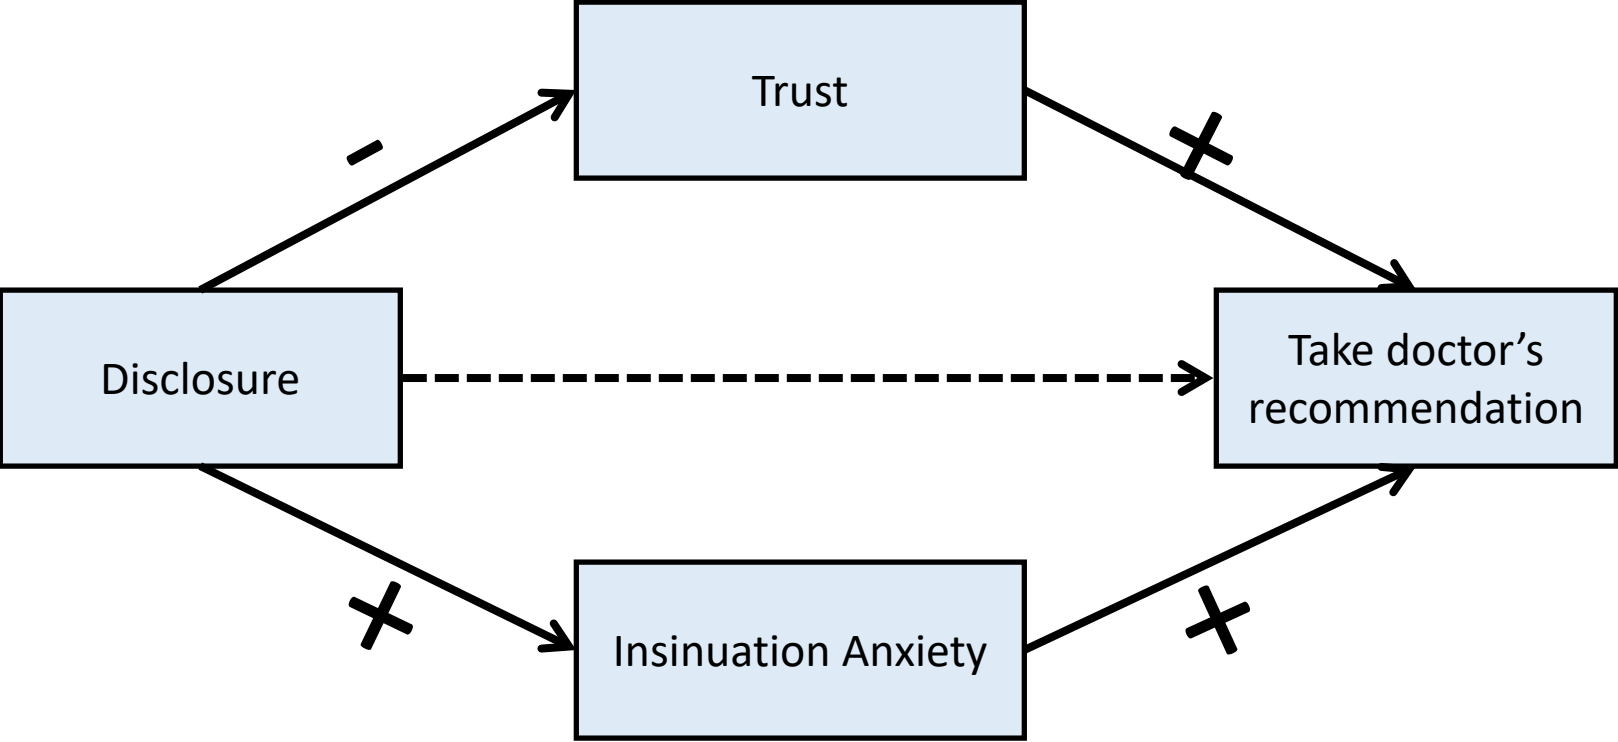 Trust
-
+
Disclosure
Take doctor’s
recommendation
+
+
Insinuation Anxiety